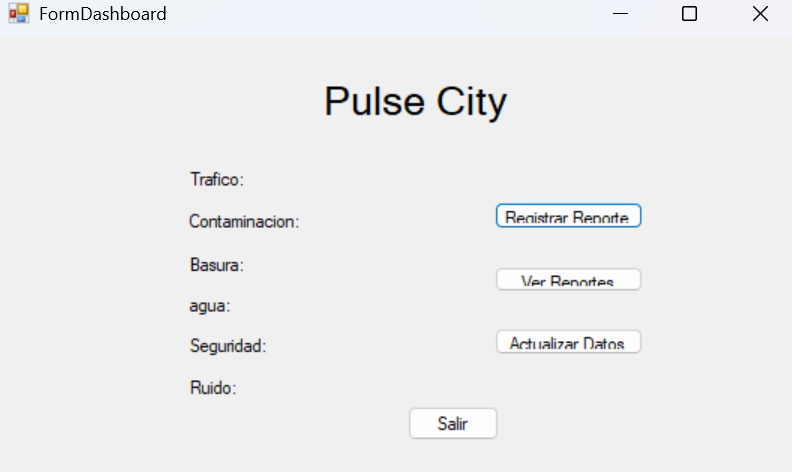 FormDashboard
Pulse City
Trafico:
Contaminacion:
Registrar Reporte
Basura:
Ver Reportes
agua:
Seguridad:
Actualizar Datos
Ruido:
Salir